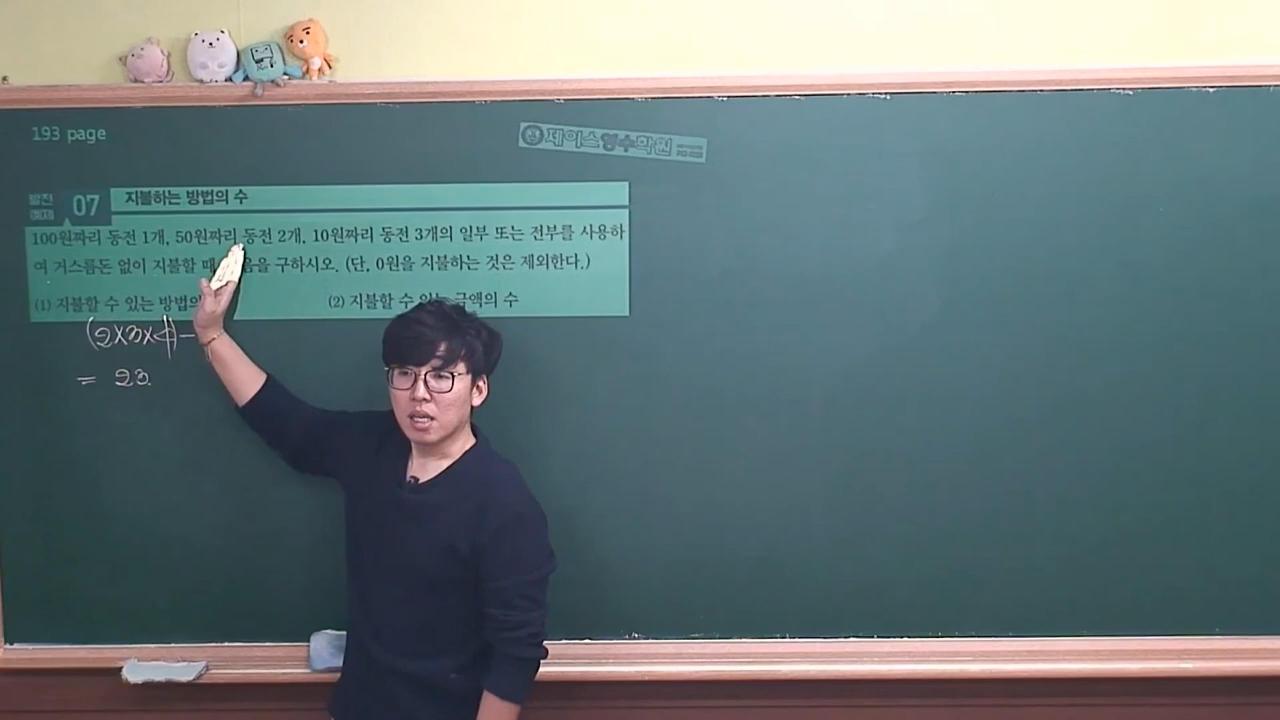 193 page
제이스영수학원
발전 예제 07 지불하는 방법의 수
100원짜리 동전 1개, 50원짜리 동전 2개, 10원짜리 동전 3개의 일부 또는 전부를 사용하
여 거스름돈 없이 지불할 때 음을 구하시오. (단, 0원을 지불하는 것은 제외한다.)
(1) 지불할 수 있는 방법의 (2) 지불할 수 있는 금액의 수
(2×3×4)-
= 23.